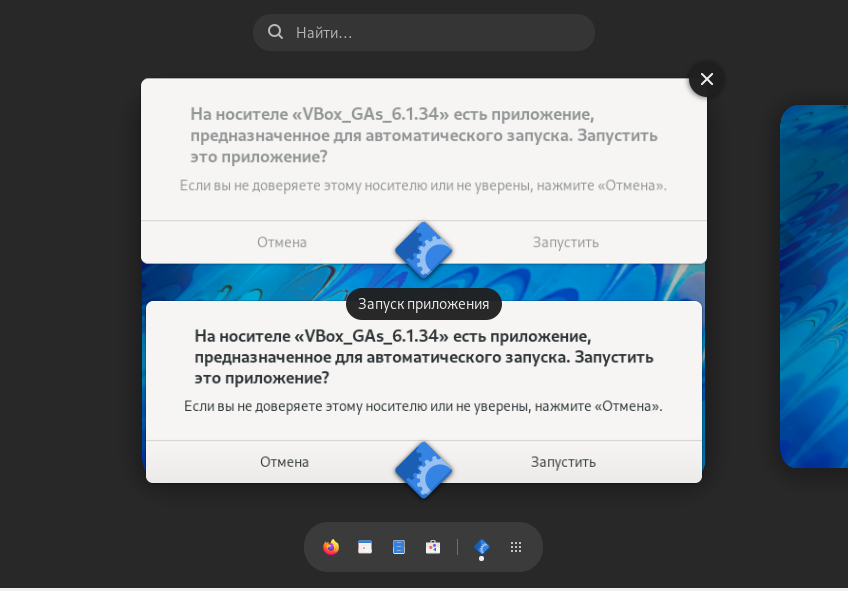 Найти...
На носителе «VBox_GAs_6.1.34» есть приложение,
предназначенное для автоматического запуска. Запустить
это приложение?
Если вы не доверяете этому носителю или не уверены, нажмите «Отмена».
Отмена Запустить
Запуск приложения
На носителе «VBox_GAs_6.1.34» есть приложение,
предназначенное для автоматического запуска. Запустить
это приложение?
Если вы не доверяете этому носителю или не уверены, нажмите «Отмена».
Отмена Запустить